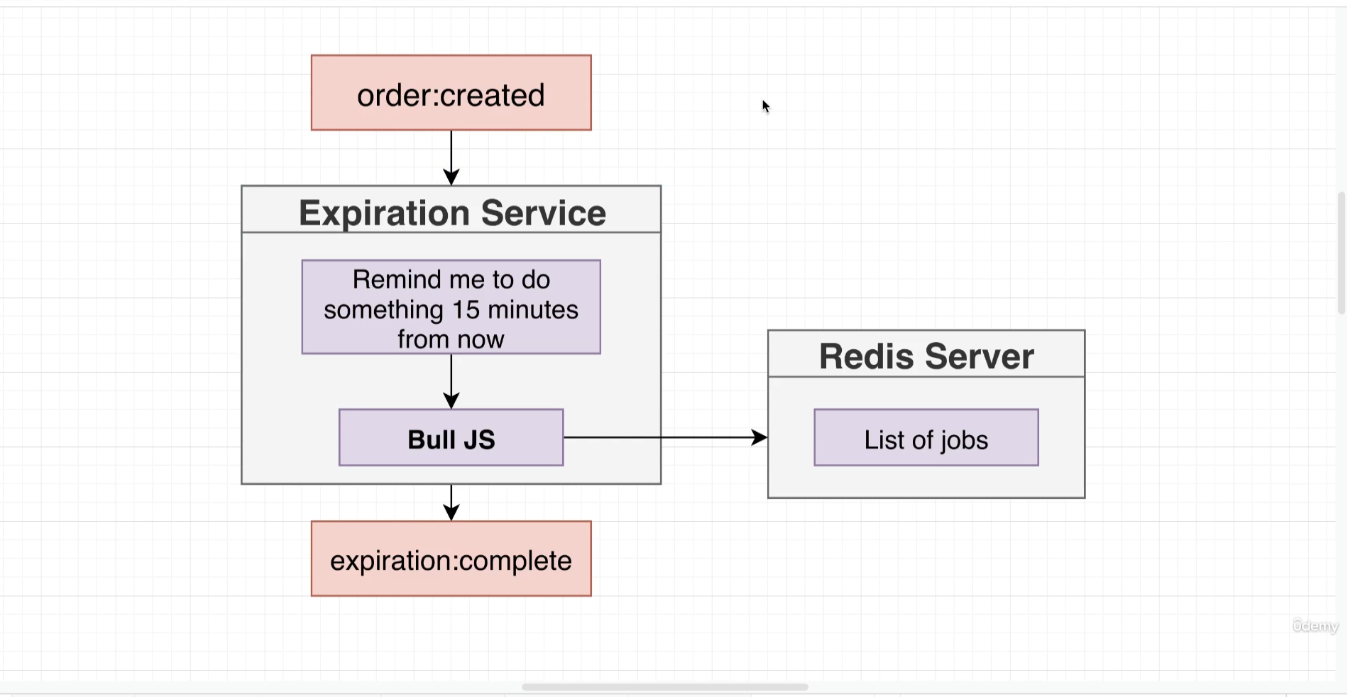 order:created
Expiration Service
Remind me to do
something 15 minutes
from now
Redis Server
Bull JS
List of jobs
expiration:complete
ûdemy